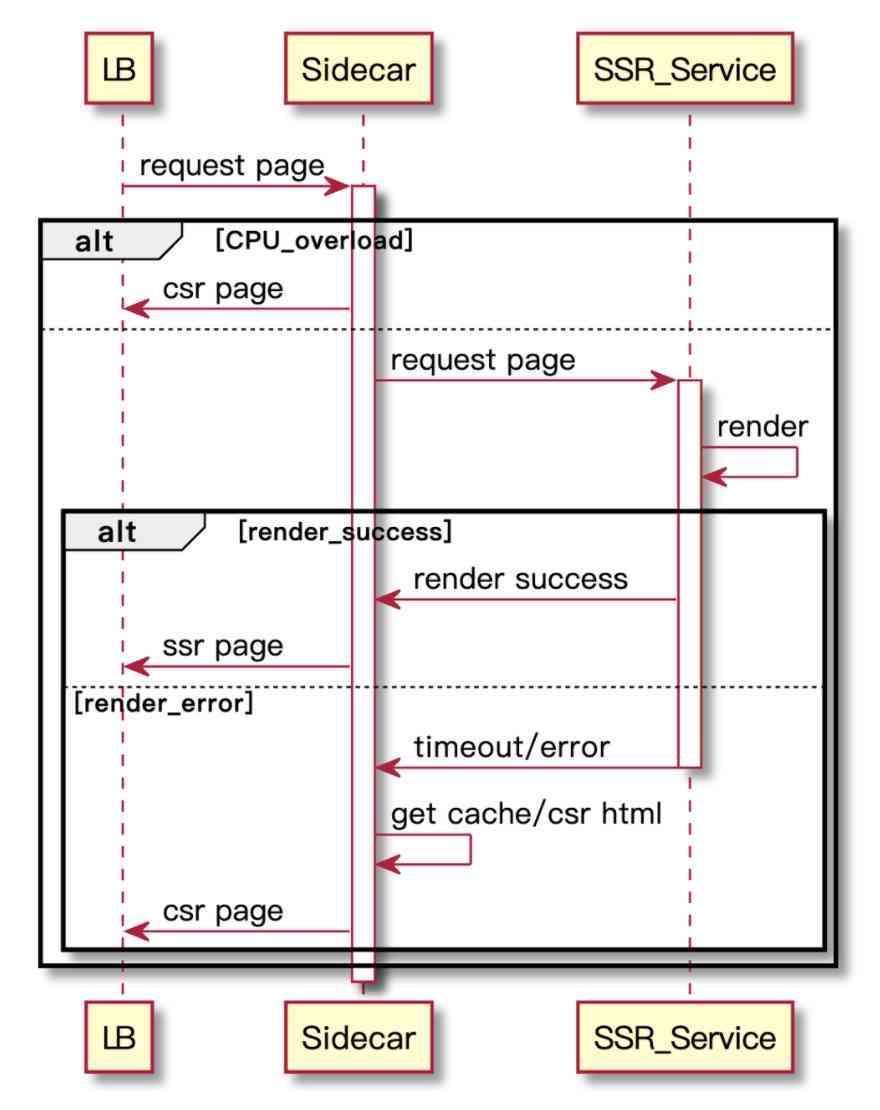 LB Sidecar SSR_Service
request page
alt [CPU_overload]
csr page
request page
render
alt [render_success]
render success
ssr page
[render_error]
timeout/error
get cache/csr html
csr page
LB Sidecar SSR_Service